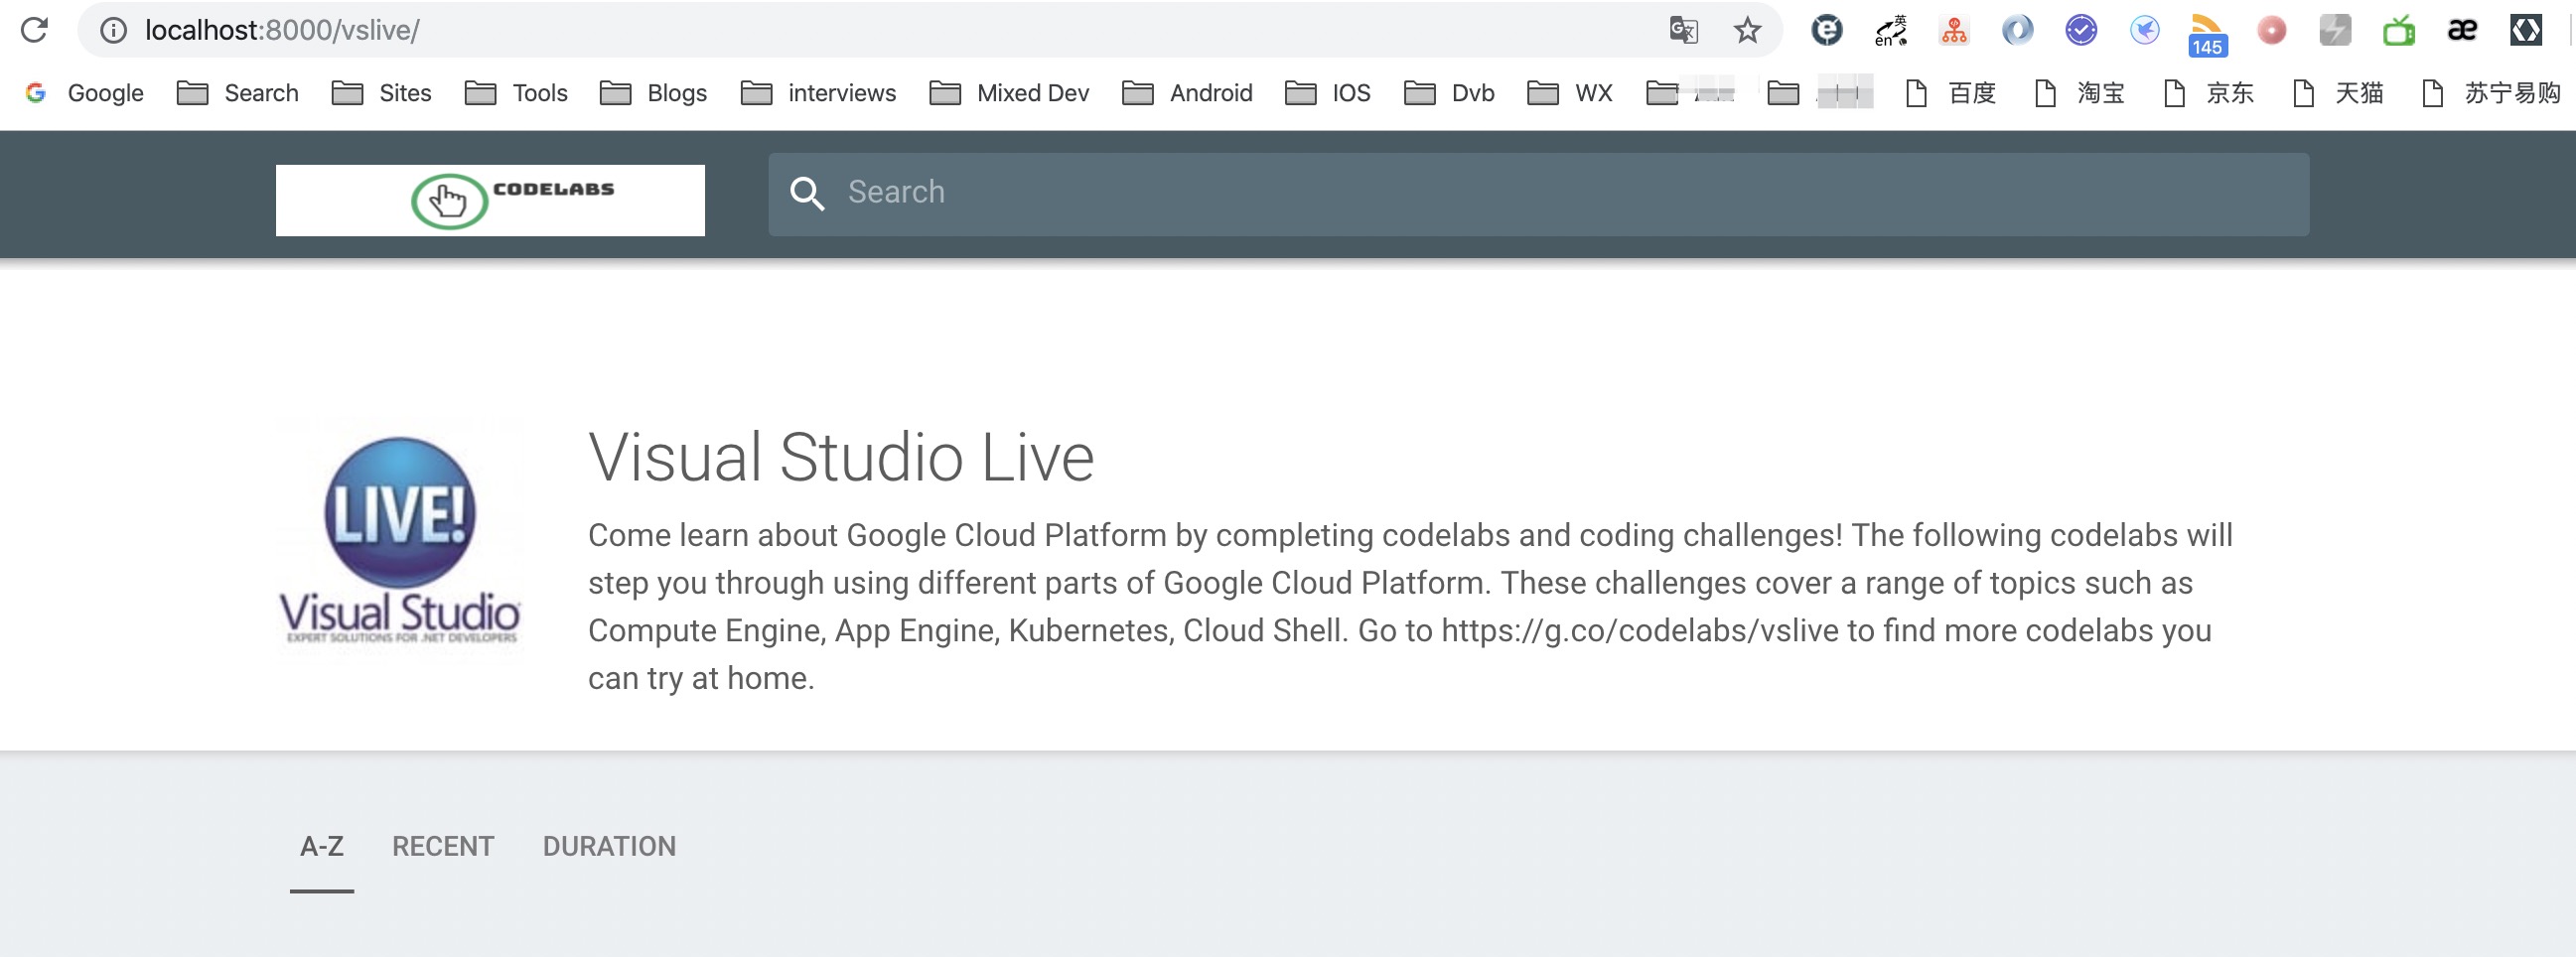 localhost:8000/vslive/
英
en
145
Google Search Sites Tools Blogs interviews Mixed Dev Android IOS Dvb WX 百度 淘宝 京东 天猫 苏宁易购
CODELABS
Search
LIVE!
Visual Studio
EXPERT SOLUTIONS FOR .NET DEVELOPERS
Visual Studio Live
Come learn about Google Cloud Platform by completing codelabs and coding challenges! The following codelabs will
step you through using different parts of Google Cloud Platform. These challenges cover a range of topics such as
Compute Engine, App Engine, Kubernetes, Cloud Shell. Go to https://g.co/codelabs/vslive to find more codelabs you
can try at home.
A-Z RECENT DURATION